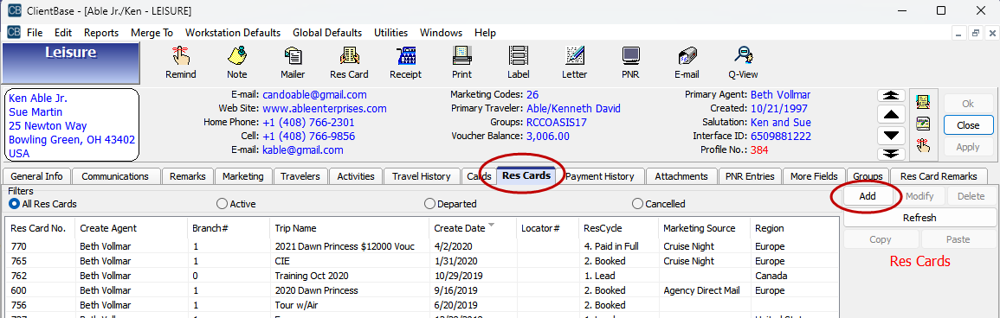 CB ClientBase - [Able Jr./Ken - LEISURE]
CB File Edit Reports Merge To Workstation Defaults Global Defaults Utilities Windows Help
Leisure
Remind Note Mailer Res Card Receipt Print Label Letter PNR E-mail Q-View
Ken Able Jr.
Sue Martin
25 Newton Way
Bowling Green, OH 43402
USA
E-mail: candoable@gmail.com
Web Site: www.ableenterprises.com
Home Phone: +1 (408) 766-2301
Cell: +1 (408) 766-9856
E-mail: kable@gmail.com
Marketing Codes: 26
Primary Traveler: Able/Kenneth David
Groups: RCCOASIS17
Voucher Balance: 3,006.00
Primary Agent: Beth Vollmar
Created: 10/21/1997
Salutation: Ken and Sue
Interface ID: 6509881222
Profile No.: 384
Ok
Close
Apply
General Info Communications Remarks Marketing Travelers Activities Travel History Cards Res Cards Payment History Attachments PNR Entries More Fields Groups Res Card Remarks
Filters
All Res Cards Active Departed Cancelled
Add Modify Delete
Refresh
Copy Paste
Res Cards
Res Card No. Create Agent Branch# Trip Name Create Date Locator# ResCycle Marketing Source Region
770 Beth Vollmar 1 2021 Dawn Princess $12000 Vouc 4/2/2020 4. Paid in Full Cruise Night Europe
765 Beth Vollmar 1 CIE 1/31/2020 2. Booked Cruise Night Europe
762 Beth Vollmar 0 Training Oct 2020 10/29/2019 1. Lead Canada
600 Beth Vollmar 1 2020 Dawn Princess 9/16/2019 2. Booked Agency Direct Mail Europe
756 Beth Vollmar 1 Tour w/Air 6/20/2019 2. Booked